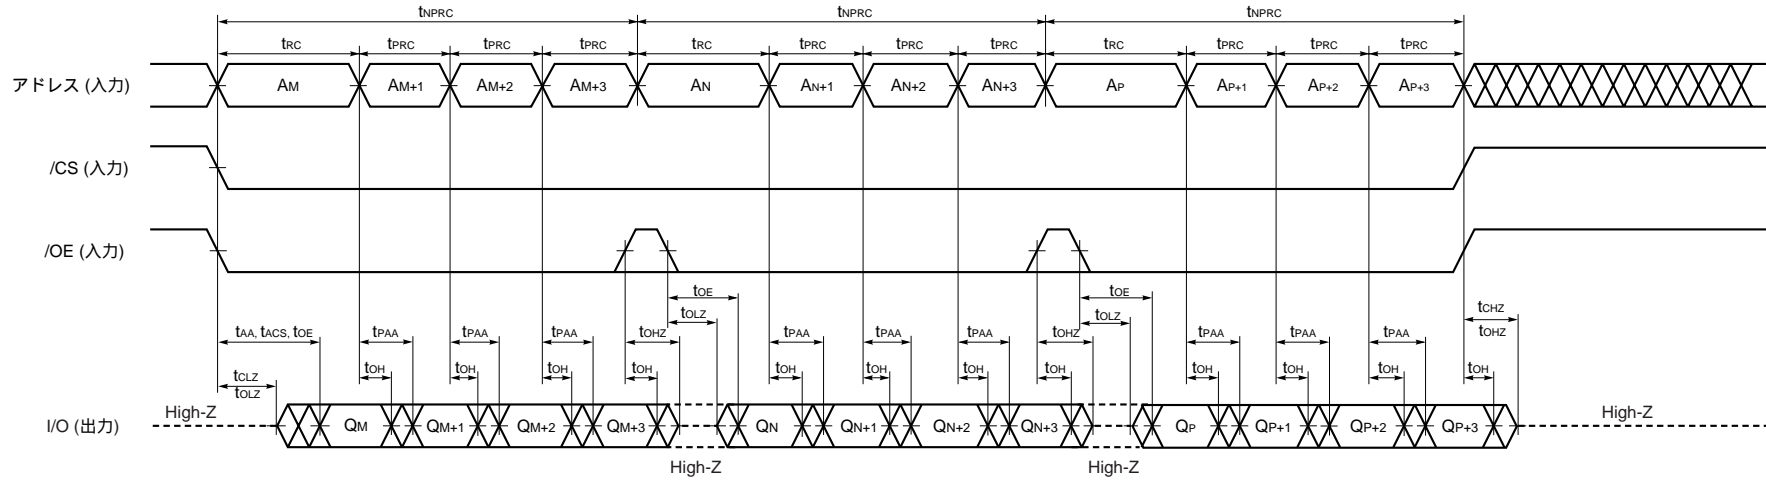 tNPRC tNPRC tNPRC
tRC tPRC tPRC tPRC tRC tPRC tPRC tPRC tRC tPRC tPRC tPRC
アドレス (入力) AM AM+1 AM+2 AM+3 AN AN+1 AN+2 AN+3 AP AP+1 AP+2 AP+3
/CS (入力)
/OE (入力)
tOE tOE
tOLZ tOLZ tCHZ
tAA, tACS, tOE tPAA tPAA tPAA tOHZ tPAA tPAA tPAA tOHZ tPAA tPAA tPAA tOHZ
tCLZ tOH tOH tOH tOH tOH tOH tOH tOH tOH tOH tOH tOH
tOLZ
High-Z High-Z
I/O (出力) QM QM+1 QM+2 QM+3 QN QN+1 QN+2 QN+3 QP QP+1 QP+2 QP+3
High-Z High-Z